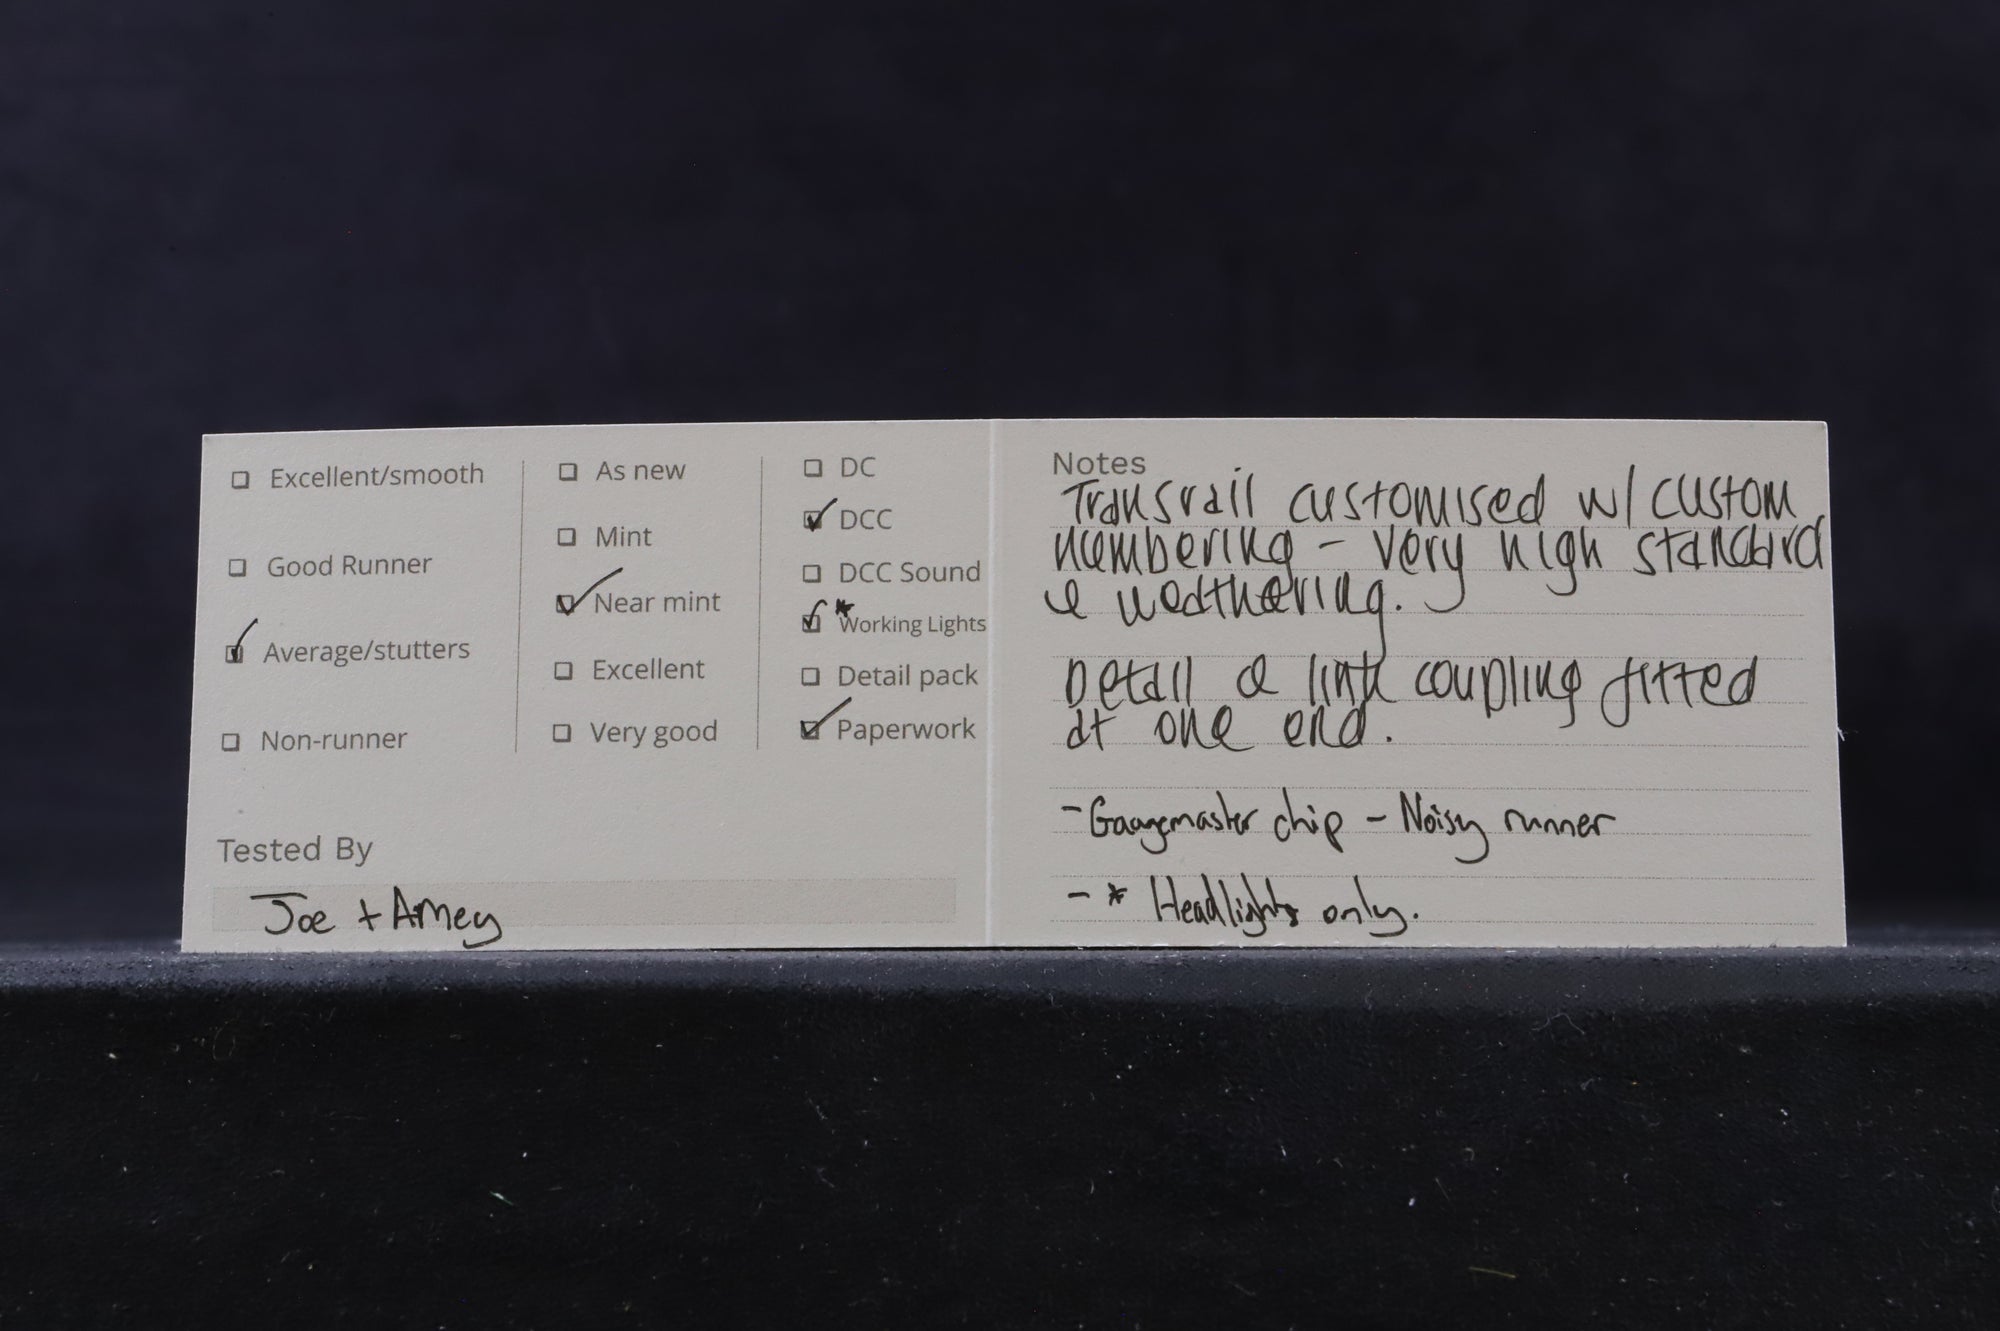 ☐ Excellent/smooth
☐ Good Runner
☑ Average/stutters
☐ Non-runner
☐ As new
☐ Mint
☑ Near mint
☐ Excellent
☐ Very good
☐ DC
☑ DCC
☐ DCC Sound
☑ * Working Lights
☐ Detail pack
☑ Paperwork
Tested By
Joe + Amey
Notes
Transrail customised w/ custom
numbering - very high standard
& weathering.
Detail & link coupling fitted
at one end.
- Gaugemaster chip - Noisy runner
- * Headlights only.